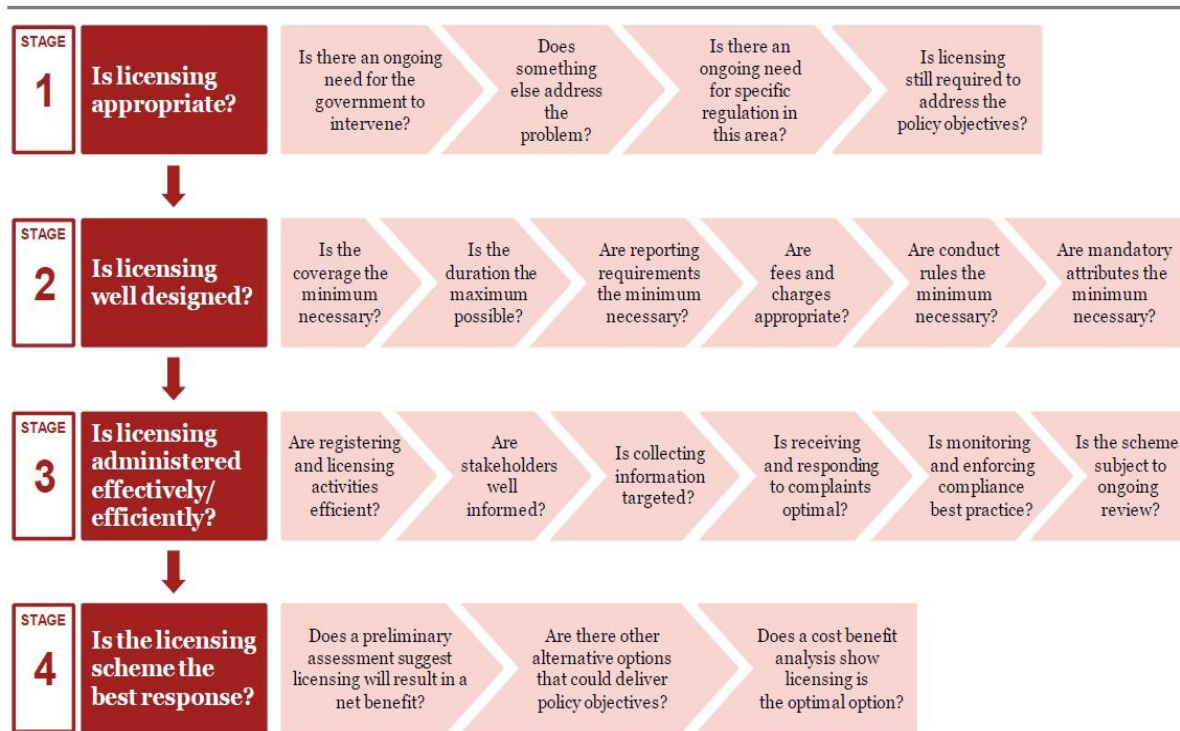 STAGE
1
Is licensing
appropriate?
Is there an ongoing
need for the
government to
intervene?
Does
something
else address
the
problem?
Is there an
ongoing need
for specific
regulation in
this area?
Is licensing
still required to
address the
policy objectives?
STAGE
2
Is licensing
well designed?
Is the
coverage the
minimum
necessary?
Is the
duration the
maximum
possible?
Are reporting
requirements
the minimum
necessary?
Are
fees and
charges
appropriate?
Are conduct
rules the
minimum
necessary?
Are mandatory
attributes the
minimum
necessary?
STAGE
3
Is licensing
administered
effectively/
efficiently?
Are registering
and licensing
activities
efficient?
Are
stakeholders
well
informed?
Is collecting
information
targeted?
Is receiving
and responding
to complaints
optimal?
Is monitoring
and enforcing
compliance
best practice?
Is the scheme
subject to
ongoing
review?
STAGE
4
Is the licensing
scheme the
best response?
Does a preliminary
assessment suggest
licensing will result in a
net benefit?
Are there other
alternative options
that could deliver
policy objectives?
Does a cost benefit
analysis show
licensing is
the optimal option?